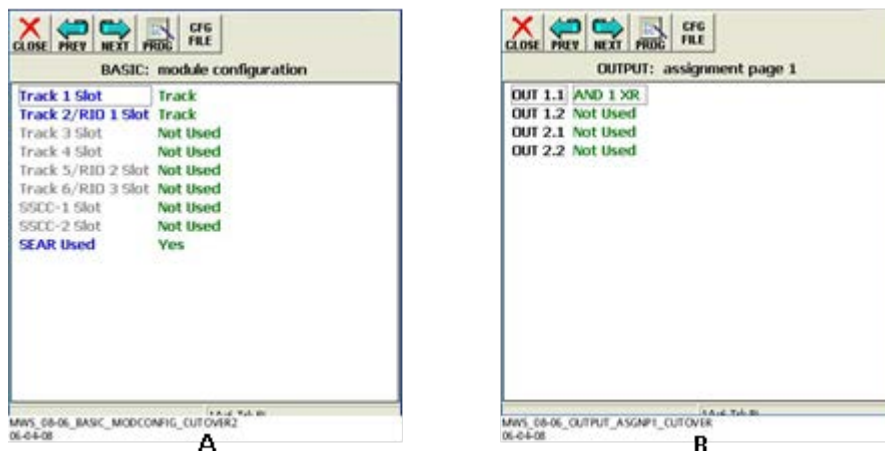 CLOSE PREV NEXT PROG CFG FILE
BASIC: module configuration
Track 1 Slot Track
Track 2/RIO 1 Slot Track
Track 3 Slot Not Used
Track 4 Slot Not Used
Track 5/RIO 2 Slot Not Used
Track 6/RIO 3 Slot Not Used
SSCC-1 Slot Not Used
SSCC-2 Slot Not Used
SEAR Used Yes
MWS_08-06_BASIC_MODCONFIG_CUTOVER2
06-04-08
A
CLOSE PREV NEXT PROG CFG FILE
OUTPUT: assignment page 1
OUT 1.1 AND 1 XR
OUT 1.2 Not Used
OUT 2.1 Not Used
OUT 2.2 Not Used
MWS_08-06_OUTPUT_ASGNP1_CUTOVER
06-04-08
B